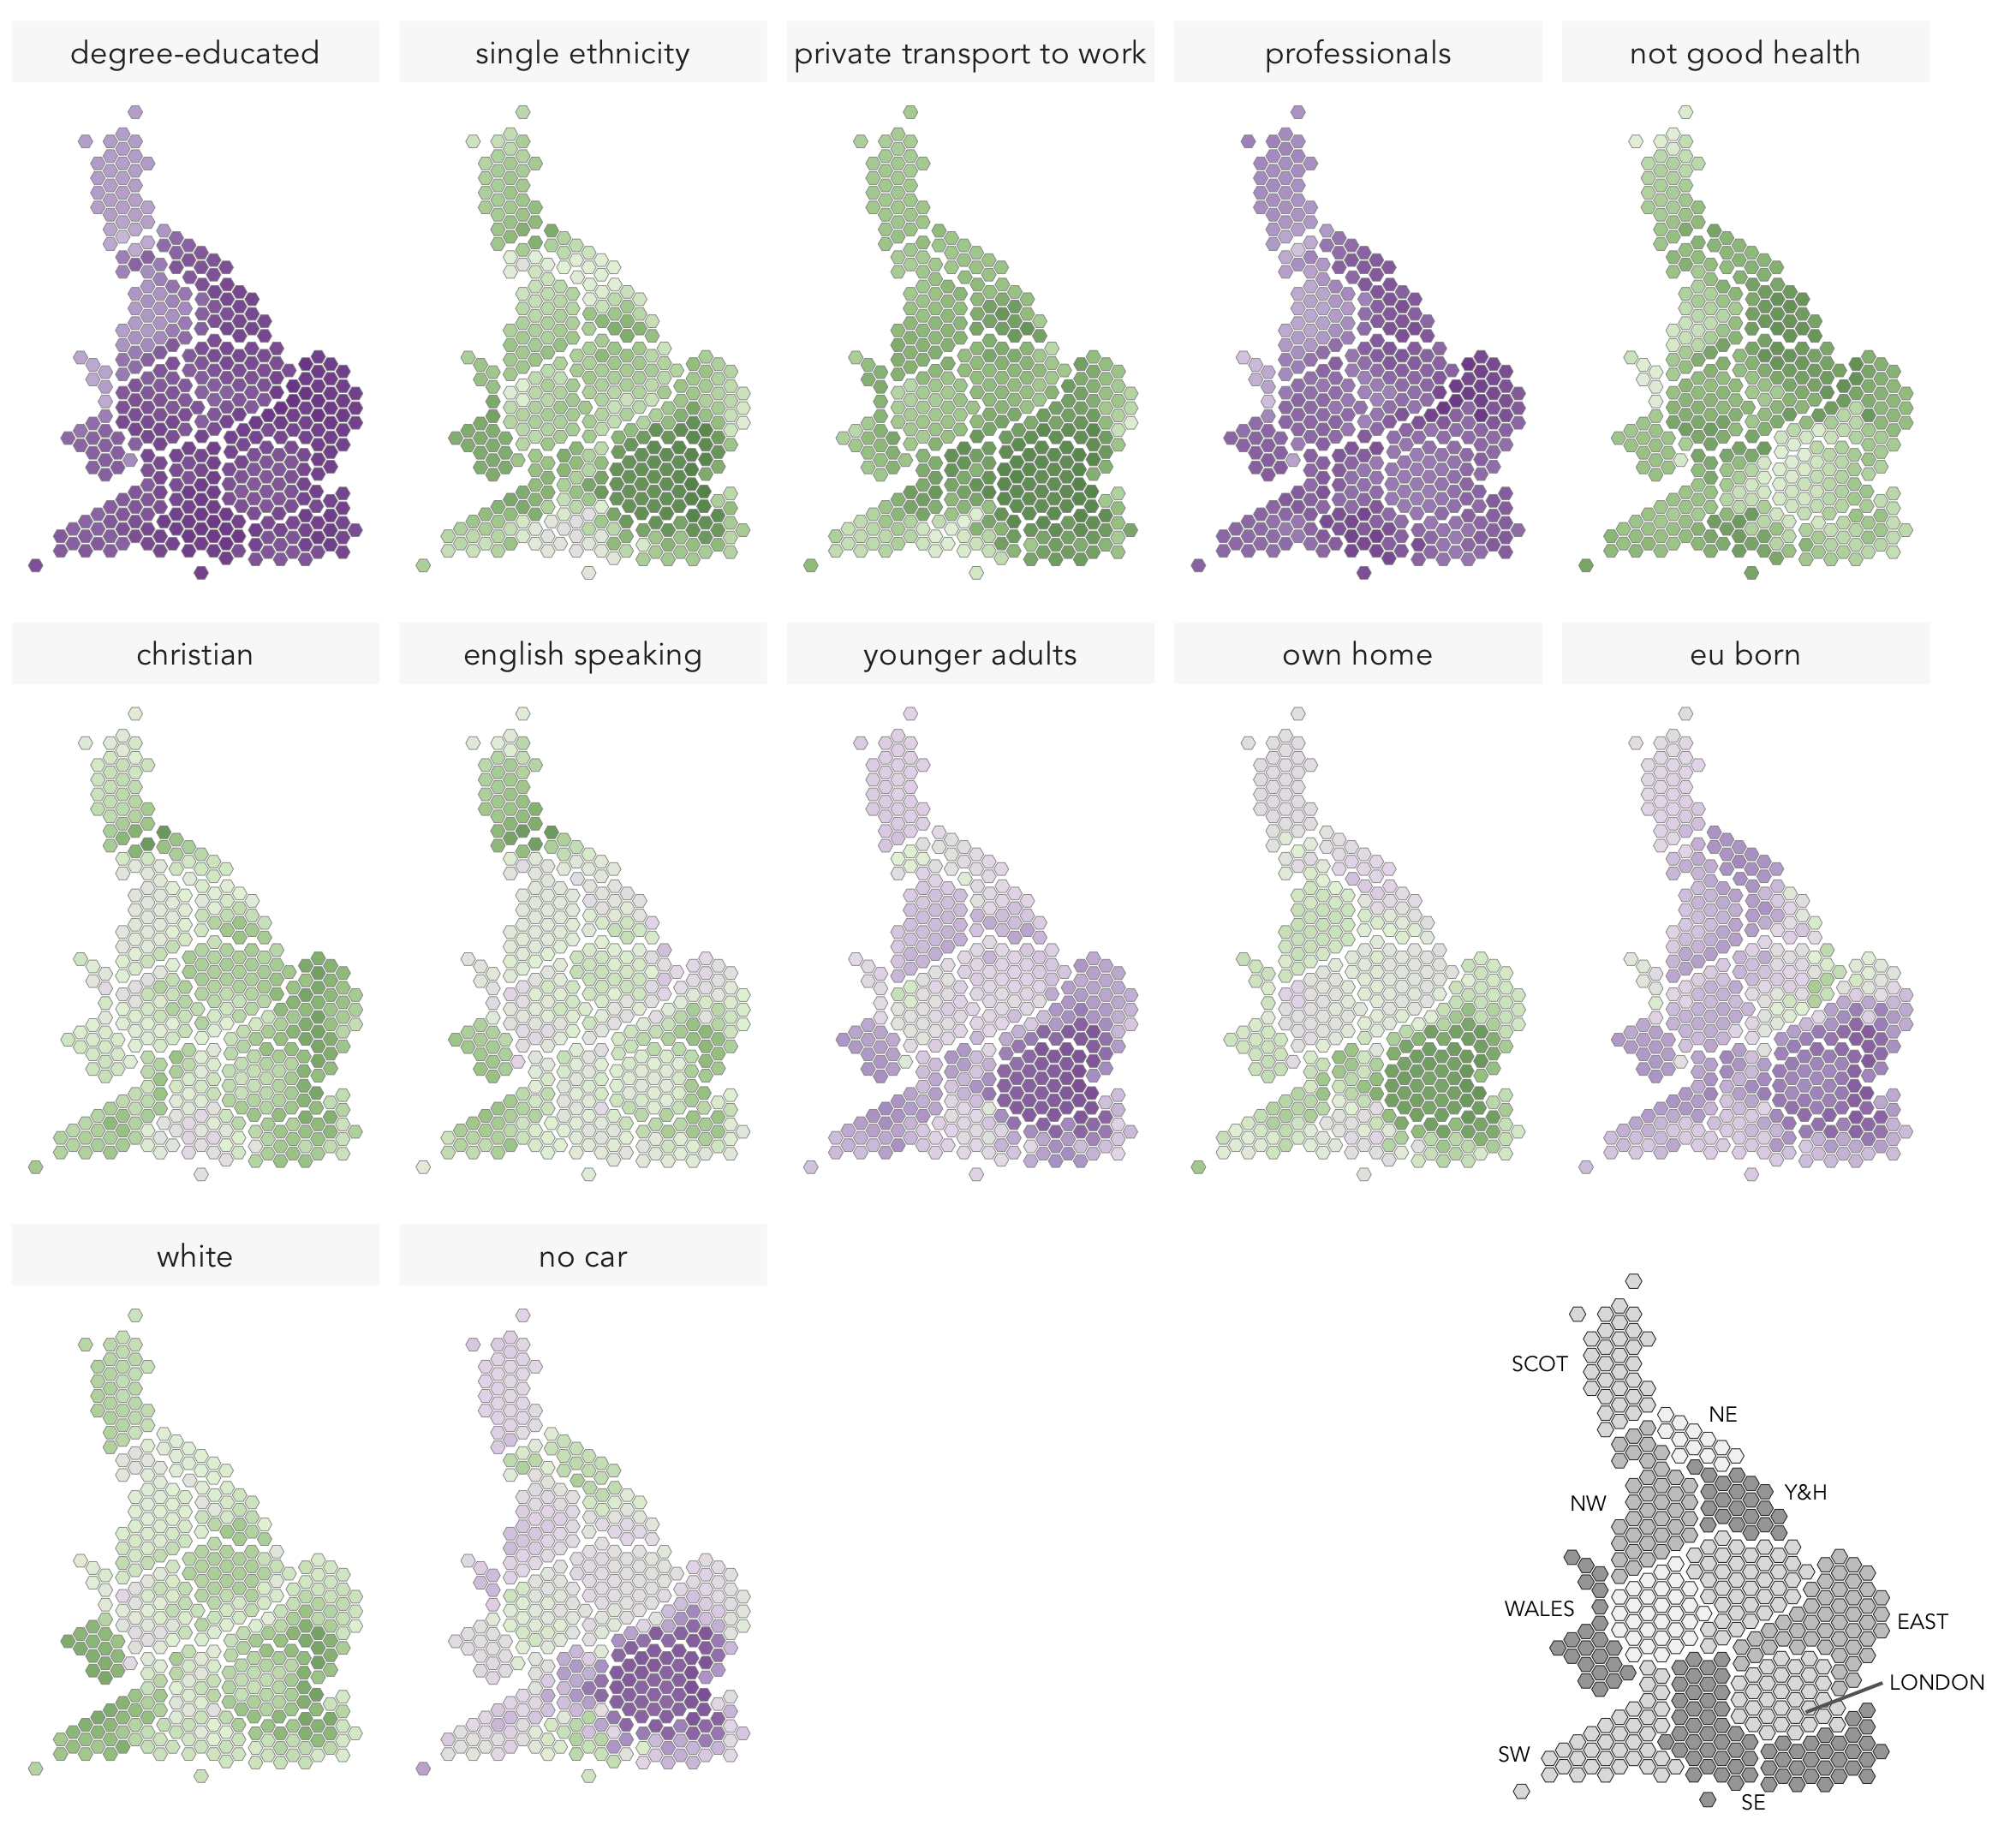 degree-educated
single ethnicity
private transport to work
professionals
not good health
christian
english speaking
younger adults
own home
eu born
white
no car
SCOT
NE
Y&H
NW
WALES
EAST
LONDON
SW
SE